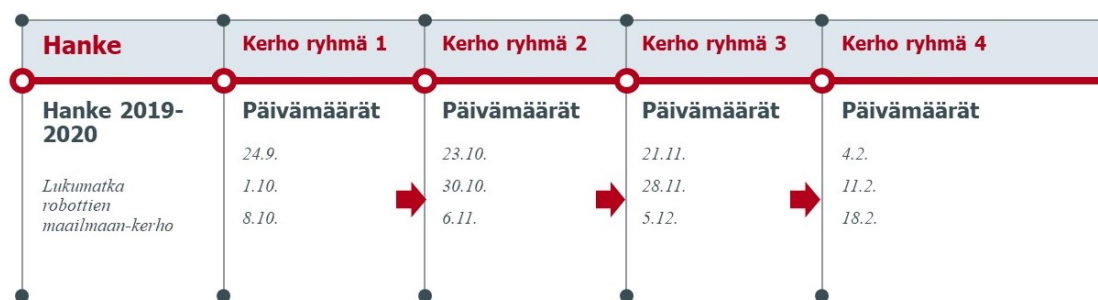 Hanke
Kerho ryhmä 1
Kerho ryhmä 2
Kerho ryhmä 3
Kerho ryhmä 4
Hanke 2019-
2020
Lukumatka
robottien
maailmaan-kerho
Päivämäärät
24.9.
1.10.
8.10.
Päivämäärät
23.10.
30.10.
6.11.
Päivämäärät
21.11.
28.11.
5.12.
Päivämäärät
4.2.
11.2.
18.2.